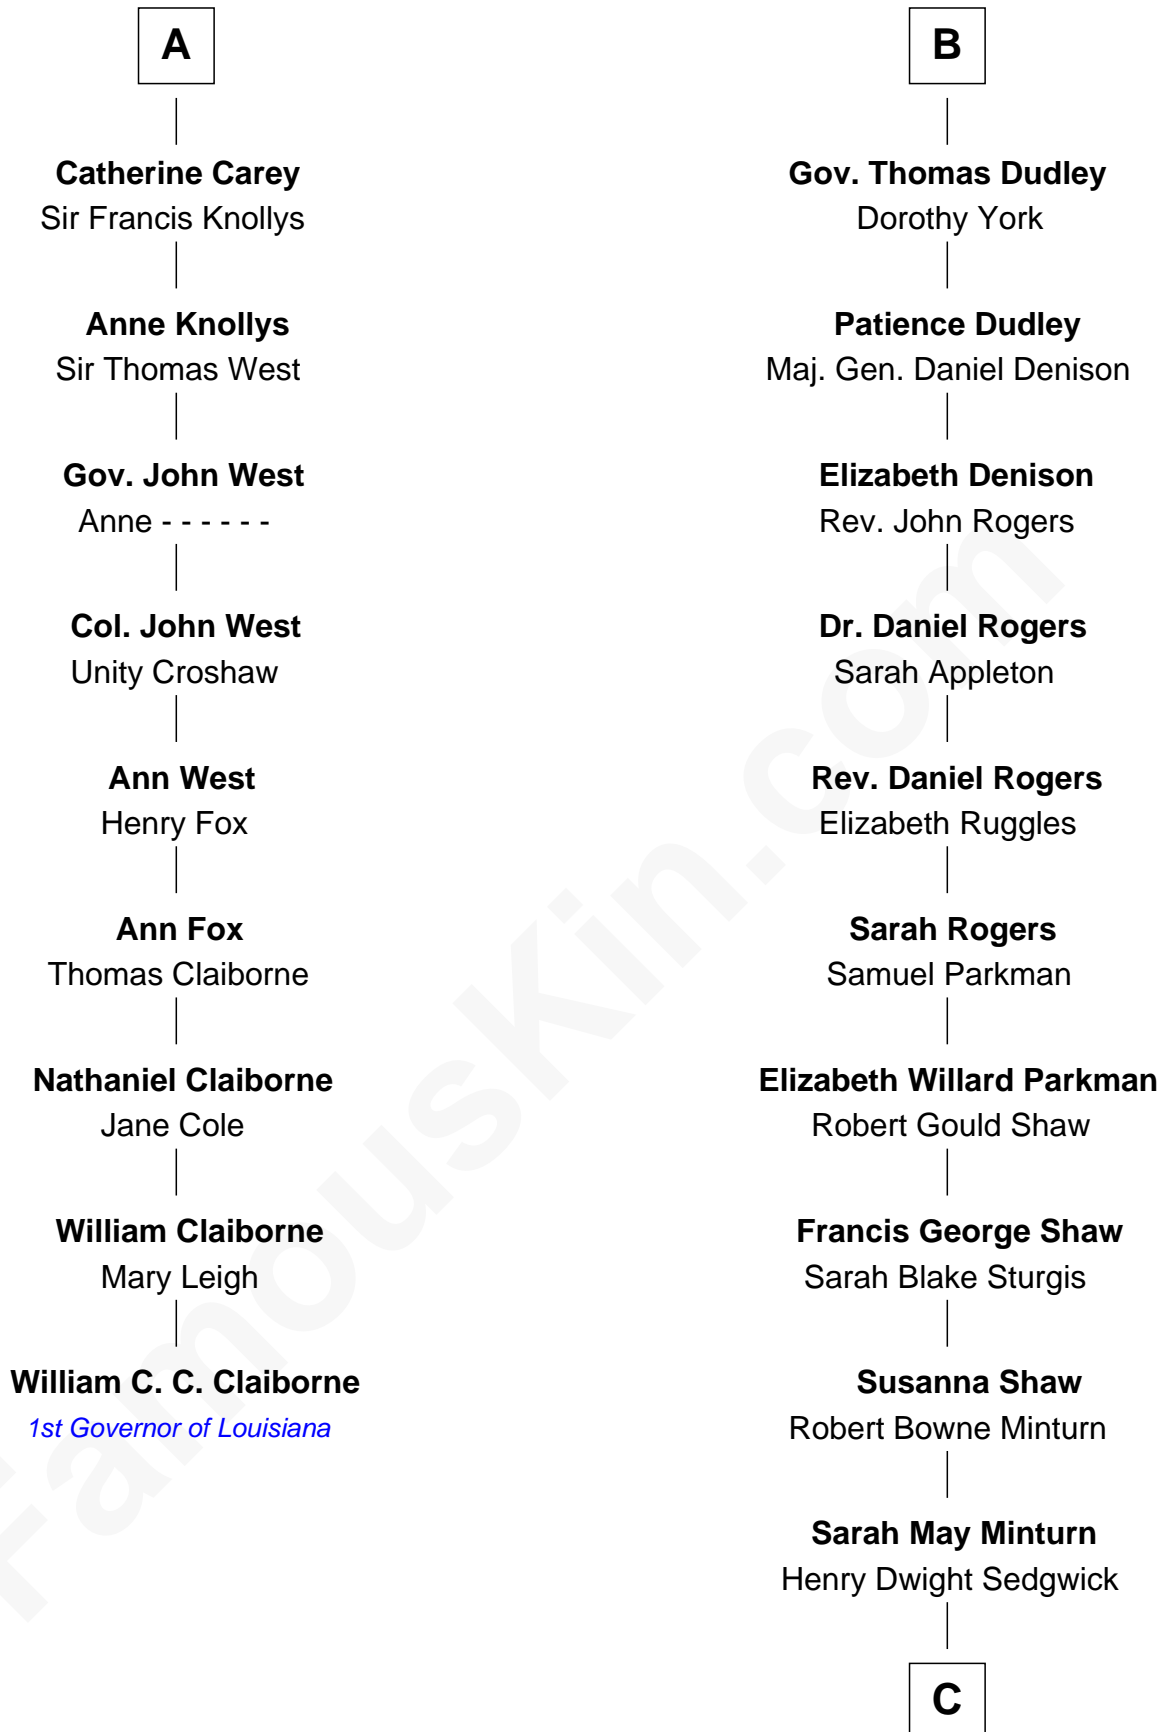 A
Catherine Carey
Sir Francis Knollys
Anne Knollys
Sir Thomas West
Gov. John West
Anne - - - - - -
Col. John West
Unity Croshaw
Ann West
Henry Fox
Ann Fox
Thomas Claiborne
Nathaniel Claiborne
Jane Cole
William Claiborne
Mary Leigh
William C. C. Claiborne
1st Governor of Louisiana
B
Gov. Thomas Dudley
Dorothy York
Patience Dudley
Maj. Gen. Daniel Denison
Elizabeth Denison
Rev. John Rogers
Dr. Daniel Rogers
Sarah Appleton
Rev. Daniel Rogers
Elizabeth Ruggles
Sarah Rogers
Samuel Parkman
Elizabeth Willard Parkman
Robert Gould Shaw
Francis George Shaw
Sarah Blake Sturgis
Susanna Shaw
Robert Bowne Minturn
Sarah May Minturn
Henry Dwight Sedgwick
C
FamousKin.com